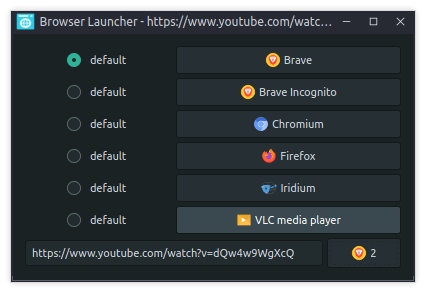 Browser Launcher - https://www.youtube.com/watc...
default Brave
default Brave Incognito
default Chromium
default Firefox
default Iridium
default VLC media player
https://www.youtube.com/watch?v=dQw4w9WgXcQ 2